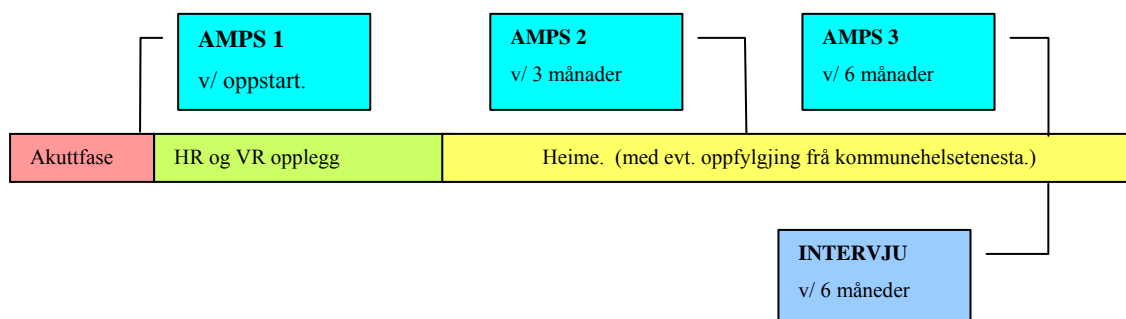 AMPS 1
v/ oppstart.
AMPS 2
v/ 3 månader
AMPS 3
v/ 6 månader
Akuttfase
HR og VR opplegg
Heime. (med evt. oppfylgjing frå kommunehelsetenesta.)
INTERVJU
v/ 6 måneder